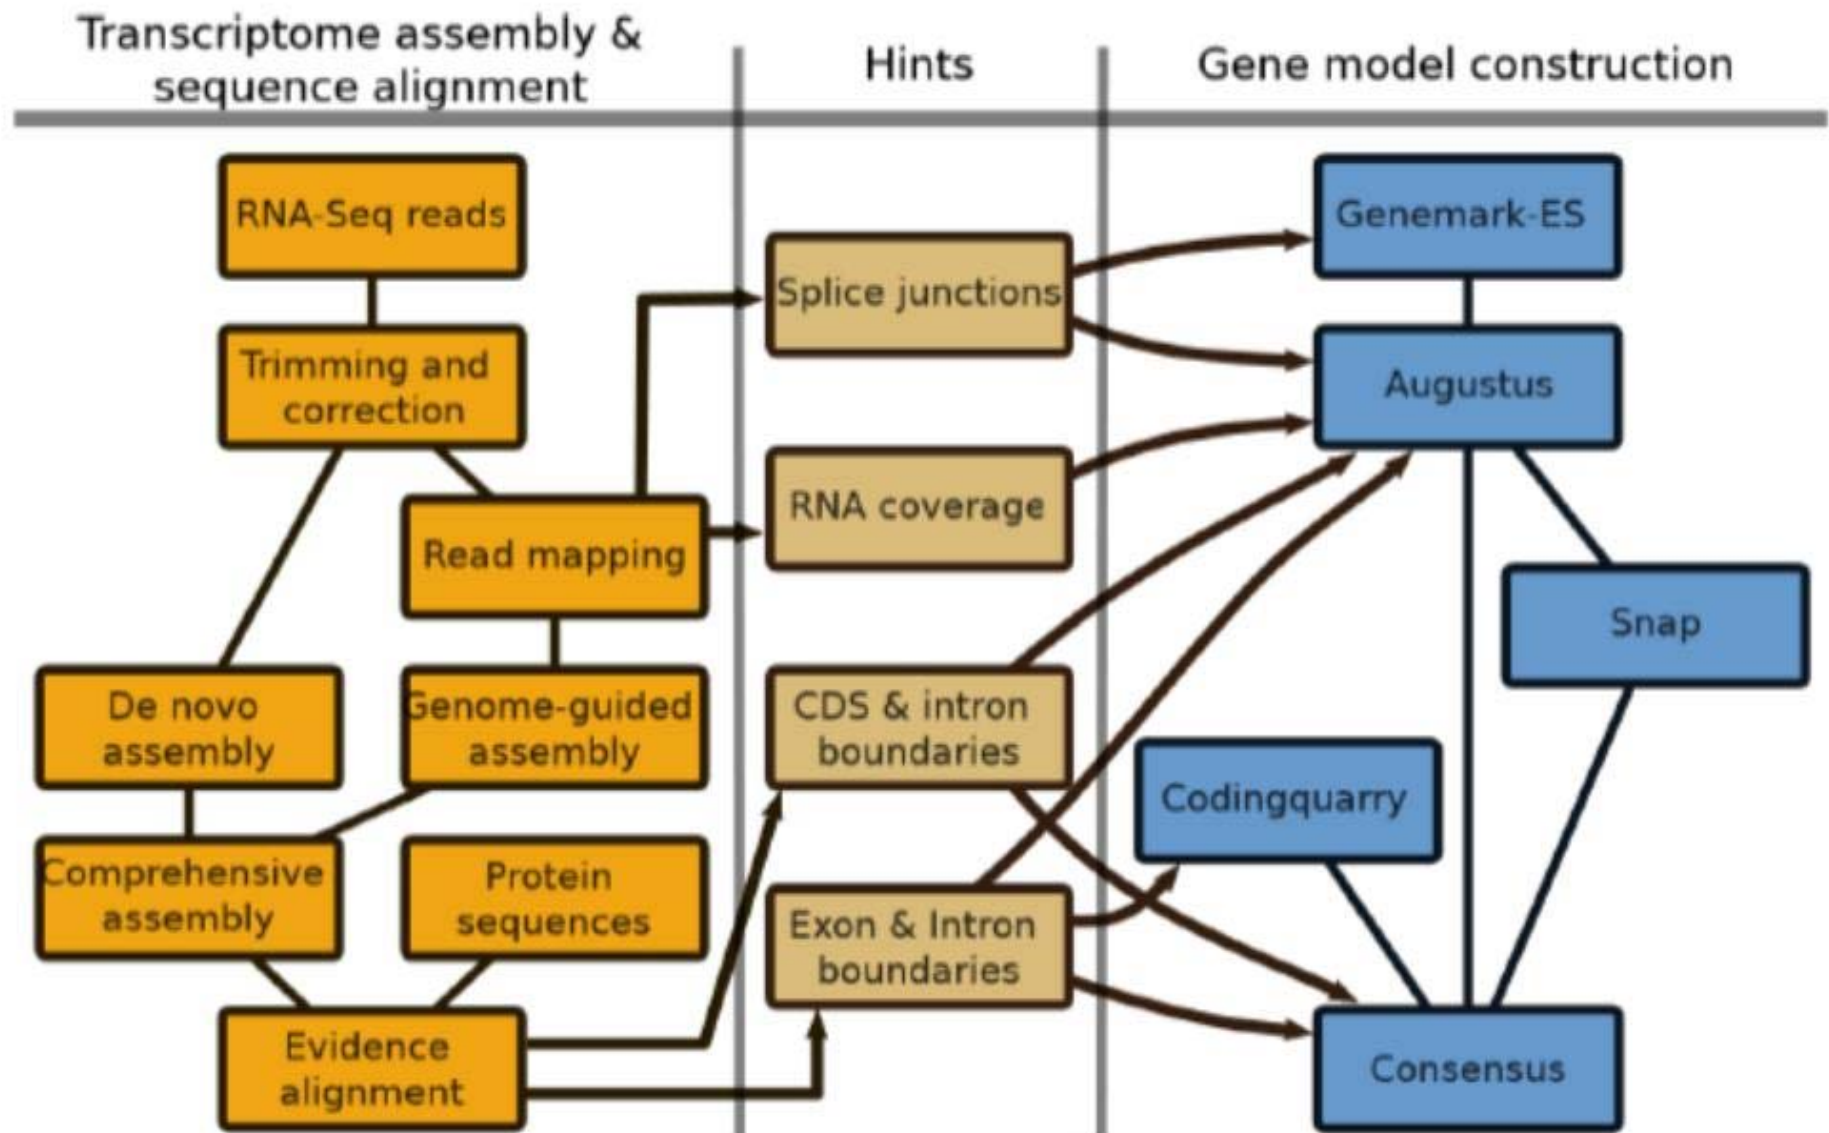 Transcriptome assembly &
sequence alignment
Hints
Gene model construction
RNA-Seq reads
Trimming and
correction
Read mapping
De novo
assembly
Genome-guided
assembly
Comprehensive
assembly
Protein
sequences
Evidence
alignment
Splice junctions
RNA coverage
CDS & intron
boundaries
Exon & Intron
boundaries
Genemark-ES
Augustus
Snap
Codingquarry
Consensus